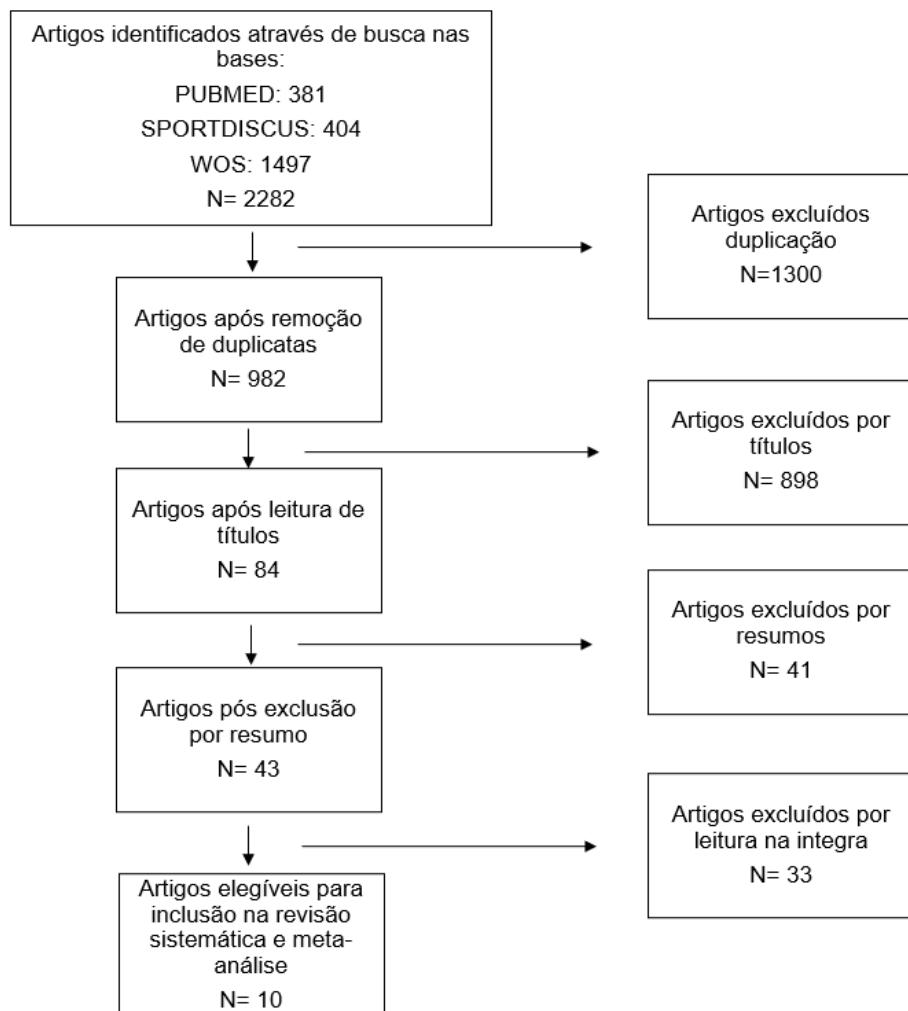 Artigos identificados através de busca nas
bases:
PUBMED: 381
SPORTDISCUS: 404
WOS: 1497
N= 2282
Artigos excluídos
duplicação
N=1300
Artigos após remoção
de duplicatas
N= 982
Artigos excluídos por
títulos
N= 898
Artigos após leitura de
títulos
N= 84
Artigos excluídos por
resumos
N= 41
Artigos pós exclusão
por resumo
N= 43
Artigos excluídos por
leitura na integra
N= 33
Artigos elegíveis para
inclusão na revisão
sistemática e meta-
análise
N= 10